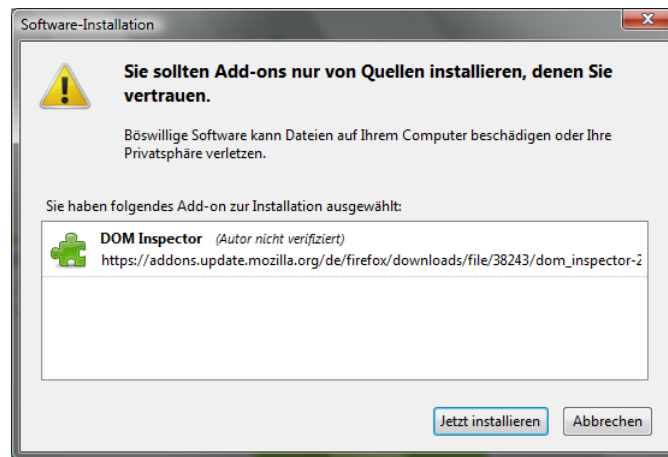 Software-Installation
Sie sollten Add-ons nur von Quellen installieren, denen Sie
vertrauen.
Böswillige Software kann Dateien auf Ihrem Computer beschädigen oder Ihre
Privatsphäre verletzen.
Sie haben folgendes Add-on zur Installation ausgewählt:
DOM Inspector (Autor nicht verifiziert)
https://addons.update.mozilla.org/de/firefox/downloads/file/38243/dom_inspector-2
Jetzt installieren Abbrechen